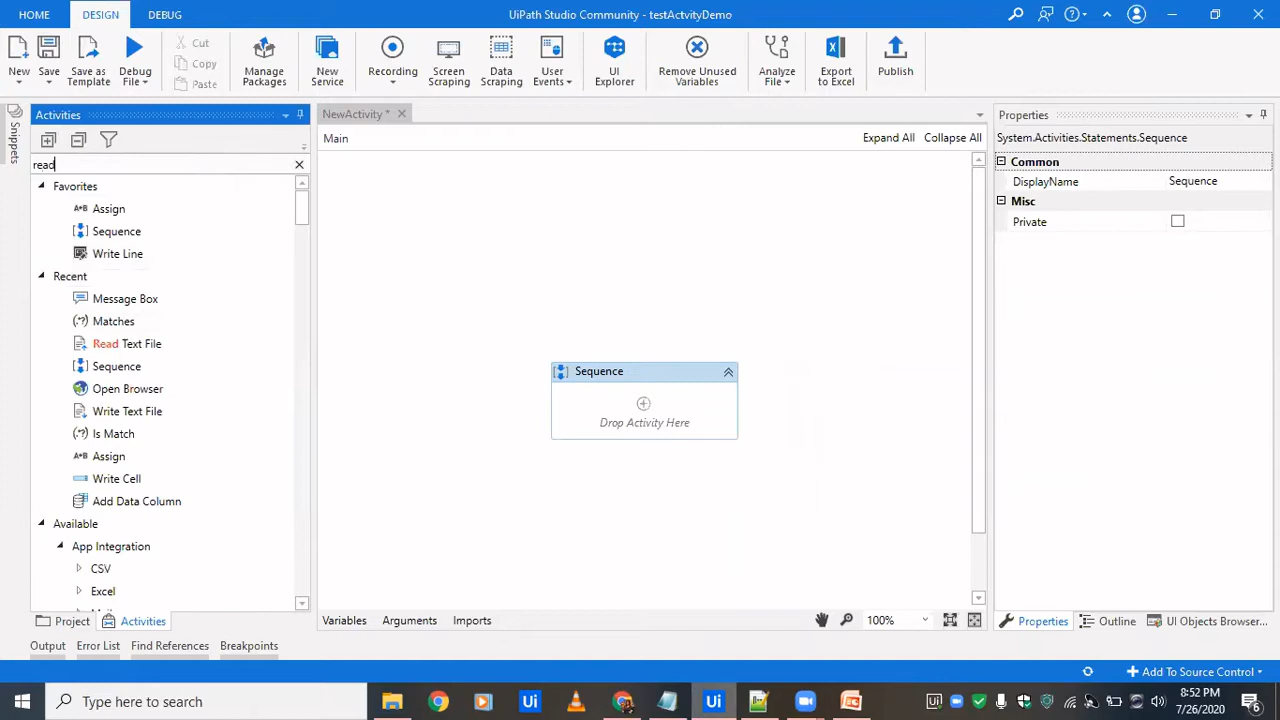 HOME DESIGN DEBUG UiPath Studio Community - testActvityDemo
New Save Save as Template Debug File Cut Copy Paste Manage Packages New Service Recording Screen Scraping Data Scraping User Events UI Explorer Remove Unused Variables Analyze File Export to Excel Publish
Snippets
Activities
read
Favorites
Assign
Sequence
Write Line
Recent
Message Box
Matches
Read Text File
Sequence
Open Browser
Write Text File
Is Match
Assign
Write Cell
Add Data Column
Available
App Integration
CSV
Excel
Project Activities
NewActivity *
Main Expand All Collapse All
Sequence
Drop Activity Here
Variables Arguments Imports 100%
Properties
System.Activities.Statements.Sequence
Common
DisplayName Sequence
Misc
Private
Properties Outline UI Objects Browser...
Output Error List Find References Breakpoints
Add To Source Control
Type here to search
8:52 PM
7/26/2020
6